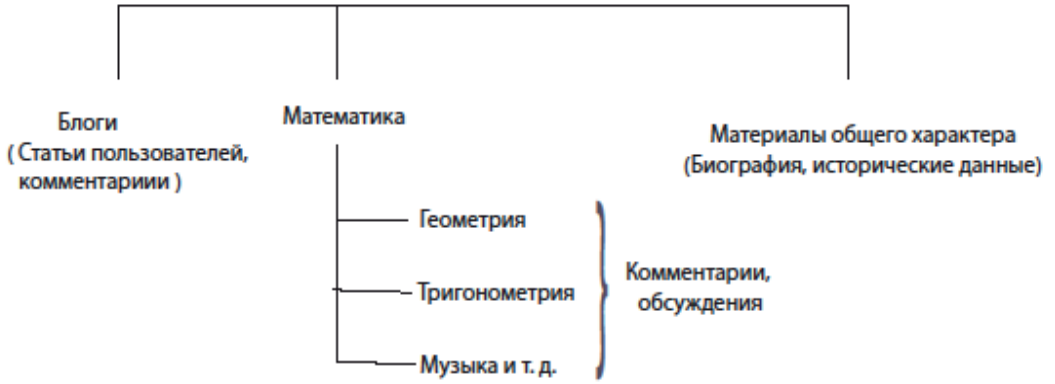 Блоги
( Статьи пользователей,
комментариии )
Математика
Материалы общего характера
(Биография, исторические данные)
Геометрия
Тригонометрия
Музыка и т. д.
Комментарии,
обсуждения